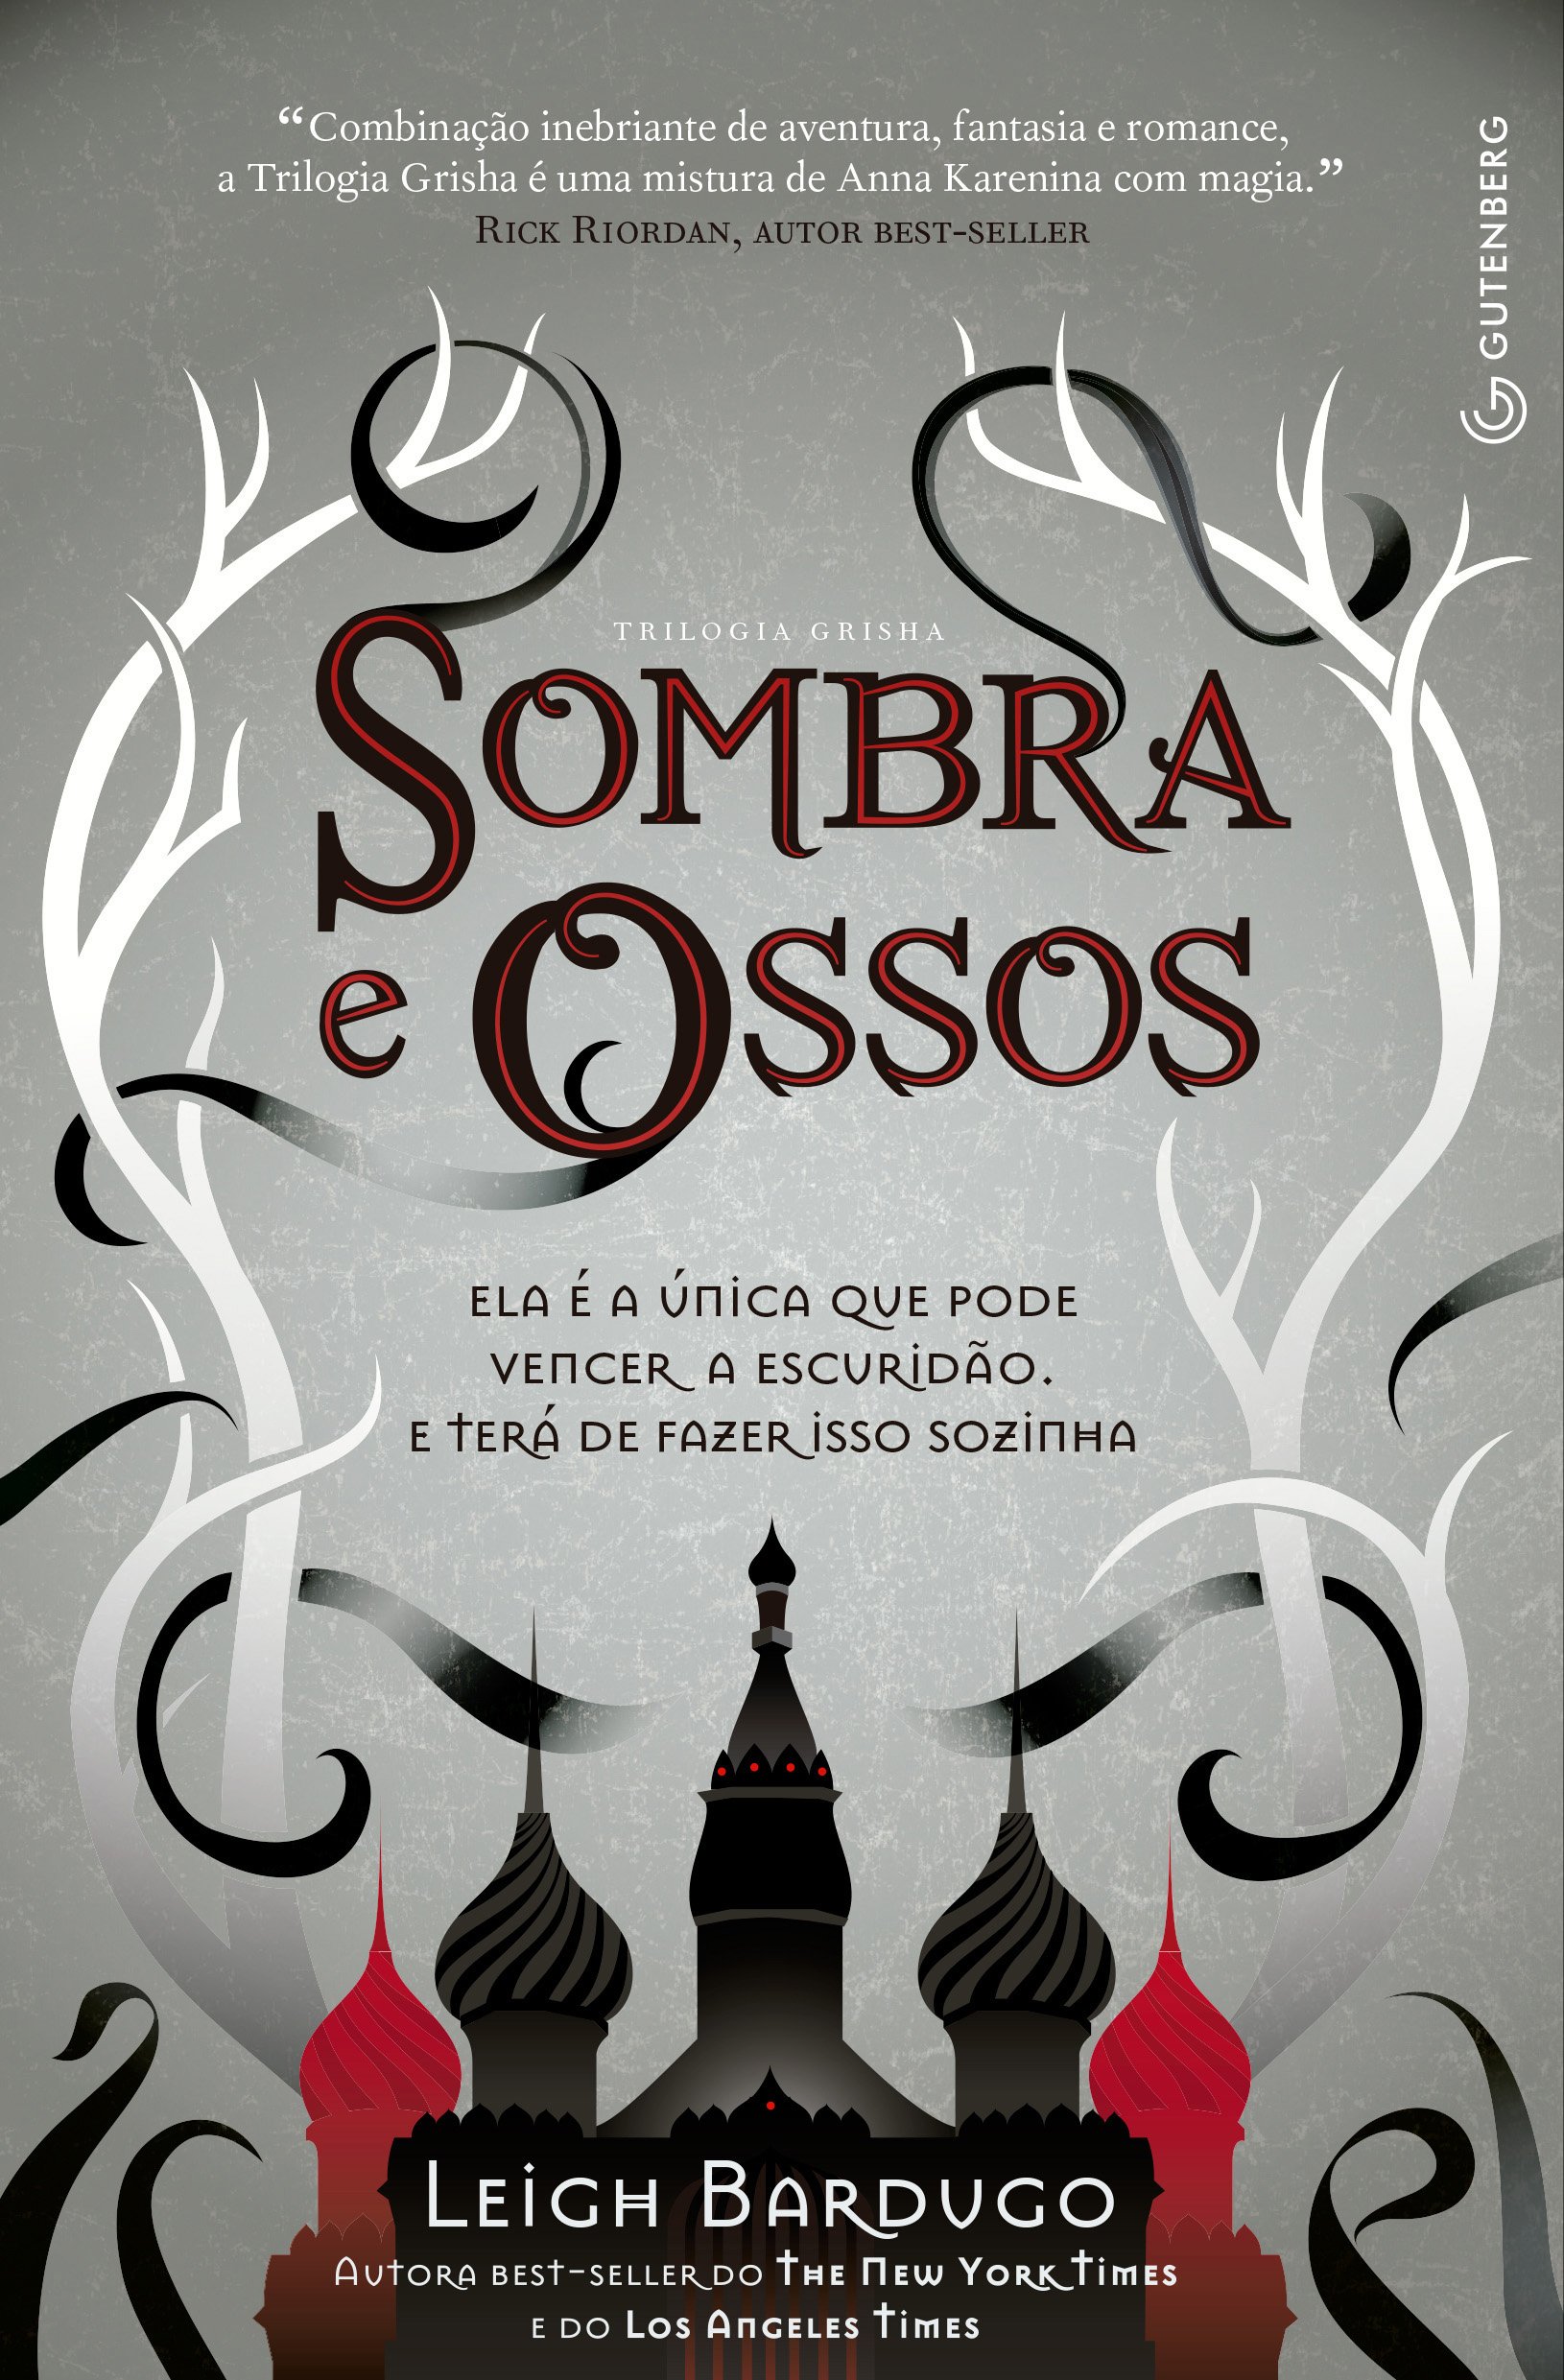 “Combinação inebriante de aventura, fantasia e romance,
a Trilogia Grisha é uma mistura de Anna Karenina com magia.”
Rick Riordan, autor best-seller
GUTENBERG
TRILOGIA GRISHA
Sombra
e Ossos
ELA É A ÚNICA QUE PODE
VENCER A ESCURIDÃO.
E TERÁ DE FAZER ISSO SOZINHA
Leigh Bardugo
Autora best-seller do The New York Times
e do Los Angeles Times